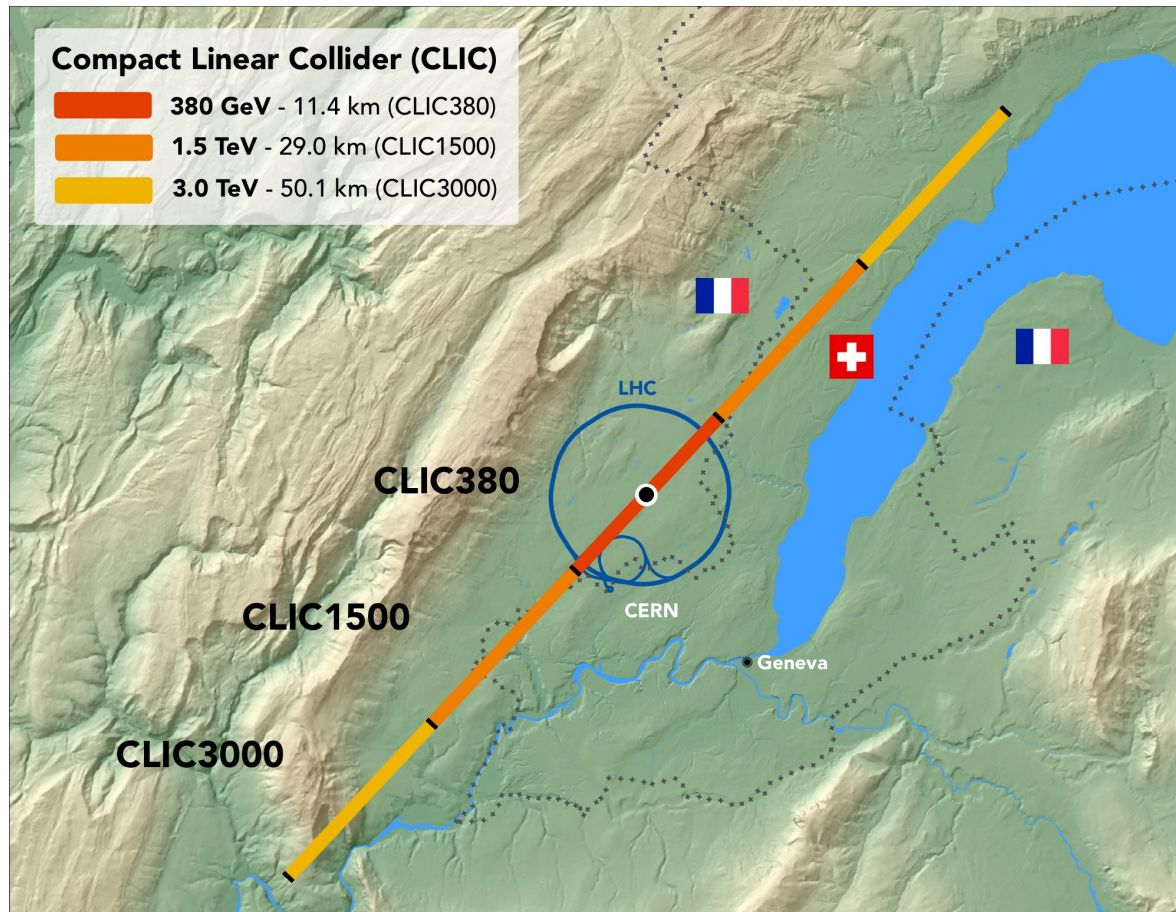 Compact Linear Collider (CLIC)
380 GeV - 11.4 km (CLIC380)
1.5 TeV - 29.0 km (CLIC1500)
3.0 TeV - 50.1 km (CLIC3000)
LHC
CLIC380
CLIC1500
CERN
Geneva
CLIC3000